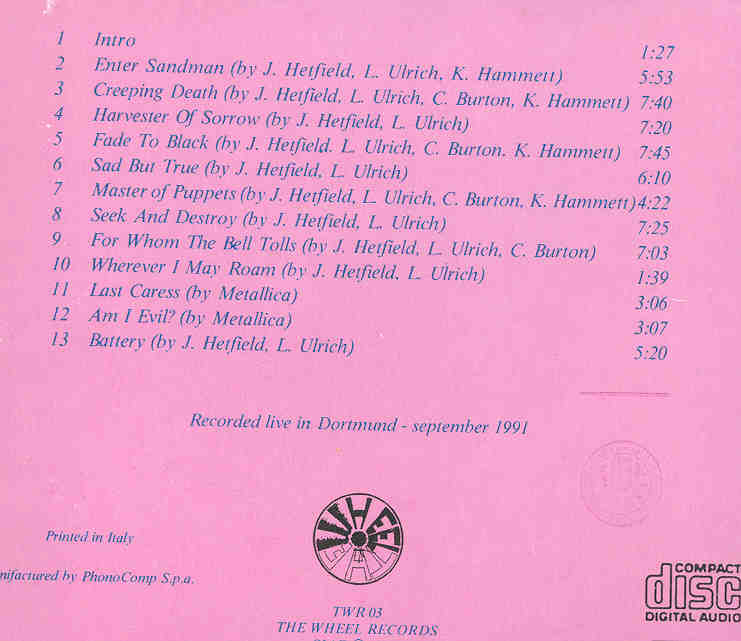 1 Intro 1:27
2 Enter Sandman (by J. Hetfield, L. Ulrich, K. Hammett) 5:53
3 Creeping Death (by J. Hetfield, L. Ulrich, C. Burton, K. Hammett) 7:40
4 Harvester Of Sorrow (by J. Hetfield, L. Ulrich) 7:20
5 Fade To Black (by J. Hetfield. L. Ulrich, C. Burton. K. Hammett) 7:45
6 Sad But True (by J. Hetfield, L. Ulrich) 6:10
7 Master of Puppets (by J. Hetfield, L. Ulrich, C. Burton, K. Hammett) 4:22
8 Seek And Destroy (by J. Hetfield, L. Ulrich) 7:25
9 For Whom The Bell Tolls (by J. Hetfield, L. Ulrich, C. Burton) 7:03
10 Wherever I May Roam (by J. Hetfield, L. Ulrich) 1:39
11 Last Caress (by Metallica) 3:06
12 Am I Evil? (by Metallica) 3:07
13 Battery (by J. Hetfield, L. Ulrich) 5:20
Recorded live in Dortmund - september 1991
WHEEL
Printed in Italy
nifactured by PhonoComp S.p.a.
COMPACT
disc
DIGITAL AUDIO
TWR 03
THE WHEEL RECORDS